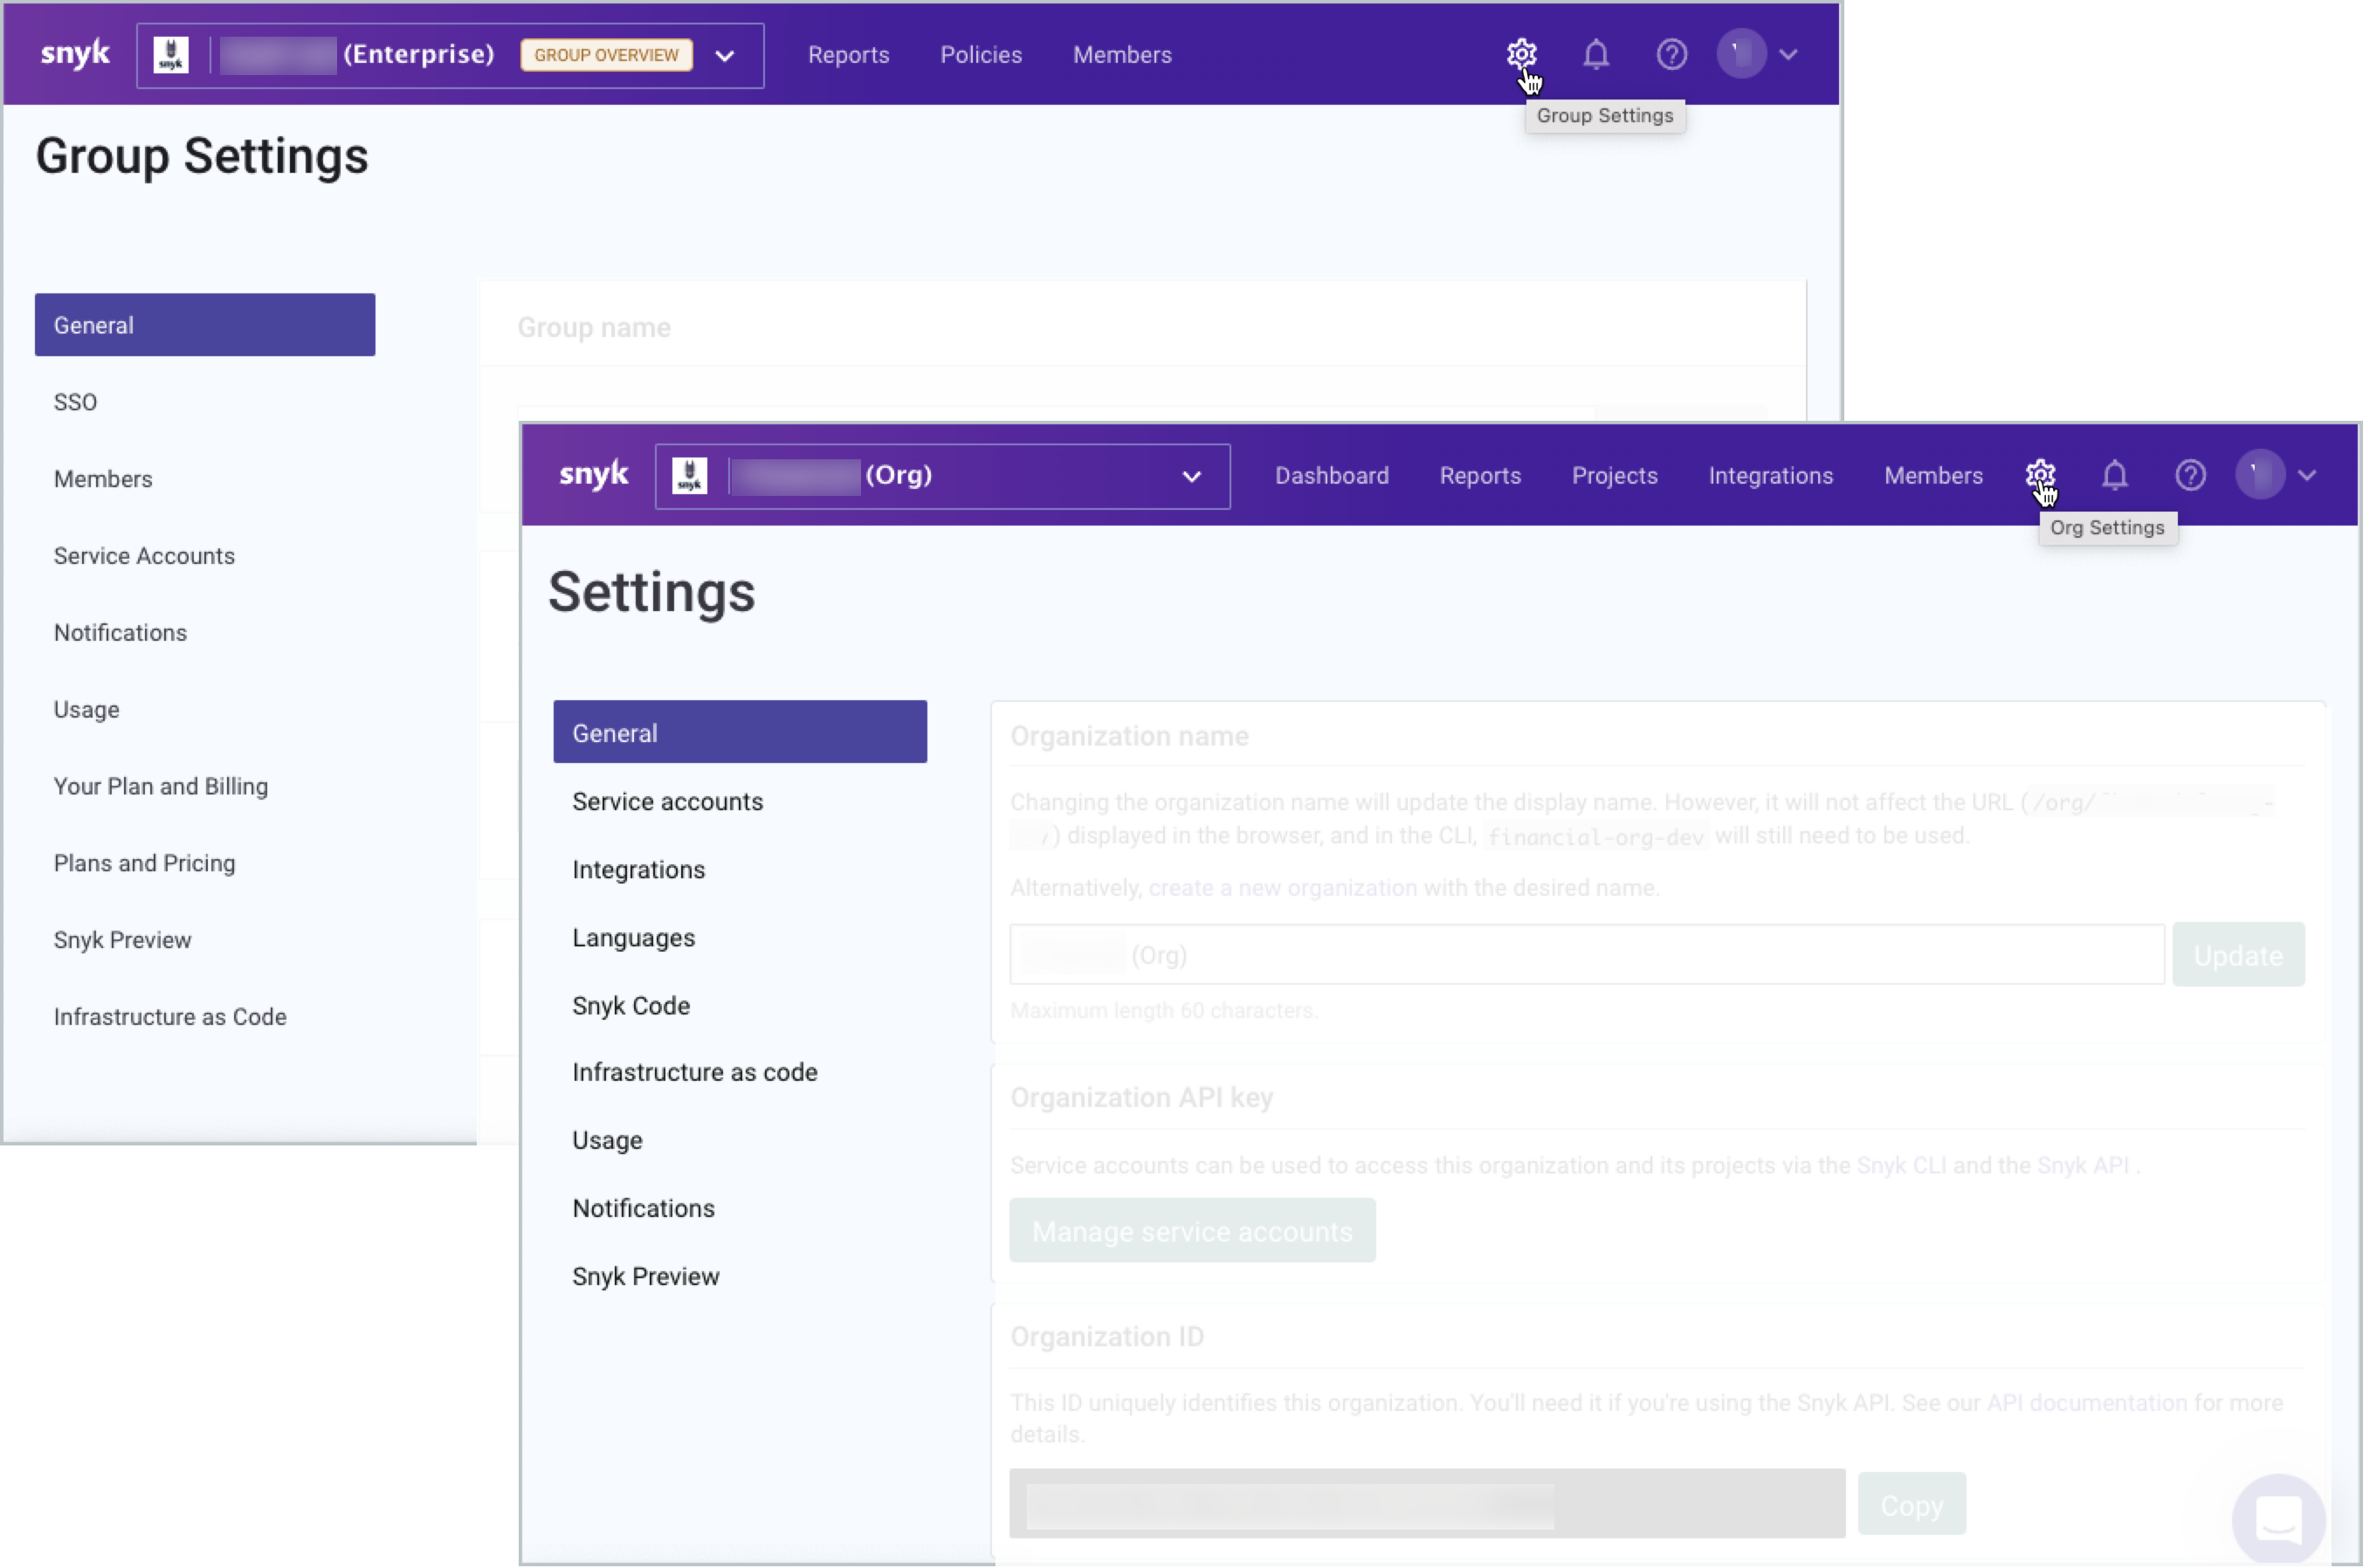 snyk
snyk
(Enterprise)
GROUP OVERVIEW
Reports
Policies
Members
Group Settings
Group Settings
General
SSO
Members
Service Accounts
Notifications
Usage
Your Plan and Billing
Plans and Pricing
Snyk Preview
Infrastructure as Code
Group name
snyk
snyk
(Org)
Dashboard
Reports
Projects
Integrations
Members
Org Settings
Settings
General
Service accounts
Integrations
Languages
Snyk Code
Infrastructure as code
Usage
Notifications
Snyk Preview
Organization name
Changing the organization name will update the display name. However, it will not affect the URL (/org/
) displayed in the browser, and in the CLI, financial-org-dev will still need to be used.
Alternatively, create a new organization with the desired name.
(Org)
Update
Maximum length 60 characters.
Organization API key
Service accounts can be used to access this organization and its projects via the Snyk CLI and the Snyk API .
Manage service accounts
Organization ID
This ID uniquely identifies this organization. You'll need it if you're using the Snyk API. See our API documentation for more
details.
Copy